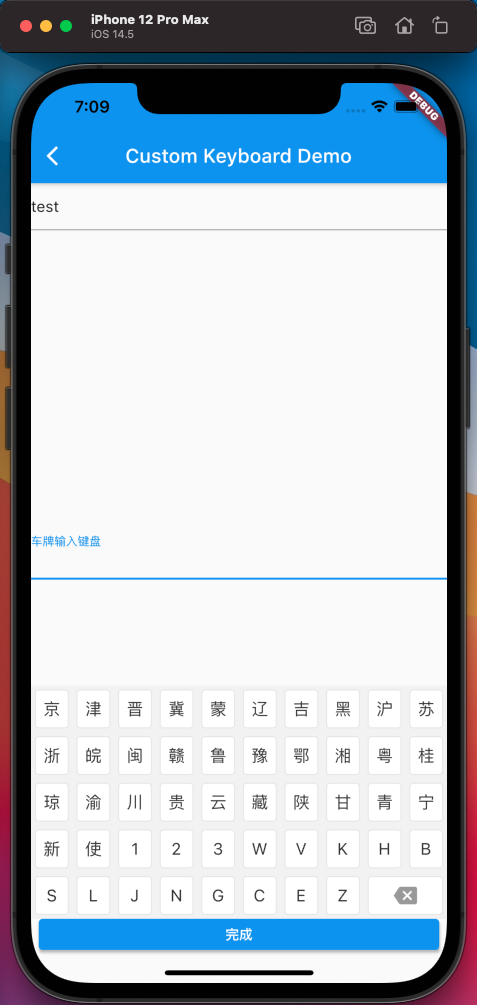 iPhone 12 Pro Max
iOS 14.5
7:09
DEBUG
Custom Keyboard Demo
test
车牌输入键盘
京 津 晋 冀 蒙 辽 吉 黑 沪 苏
浙 皖 闽 赣 鲁 豫 鄂 湘 粤 桂
琼 渝 川 贵 云 藏 陕 甘 青 宁
新 使 1 2 3 W V K H B
S L J N G C E Z
完成